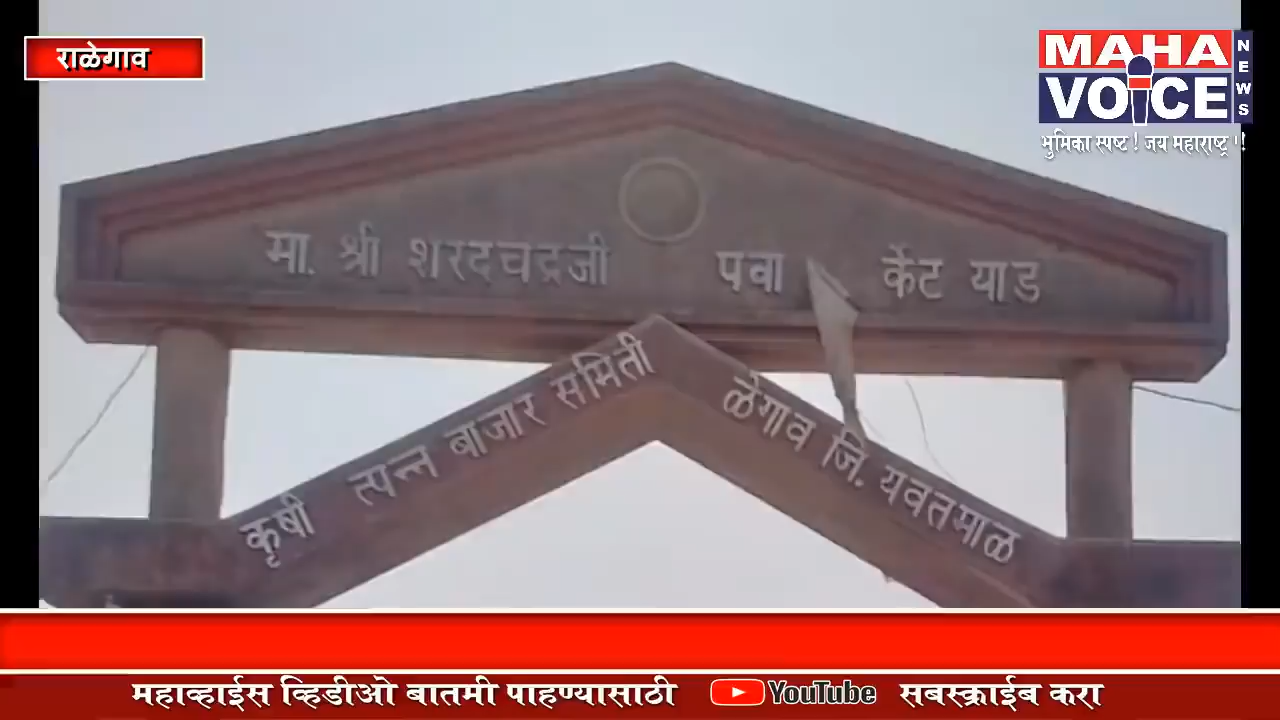 राळेगाव
MAHA
VOICE
NEWS
भुमिका स्पष्ट ! जय महाराष्ट्र !!
मा. श्री शरदचद्रजी पवा र्केट याड
कृषी त्पन्न बाजार समिती
ळेगाव जि. यवतमाळ
महाव्हाईस व्हिडीओ बातमी पाहण्यासाठी YouTube सबस्क्राईब करा